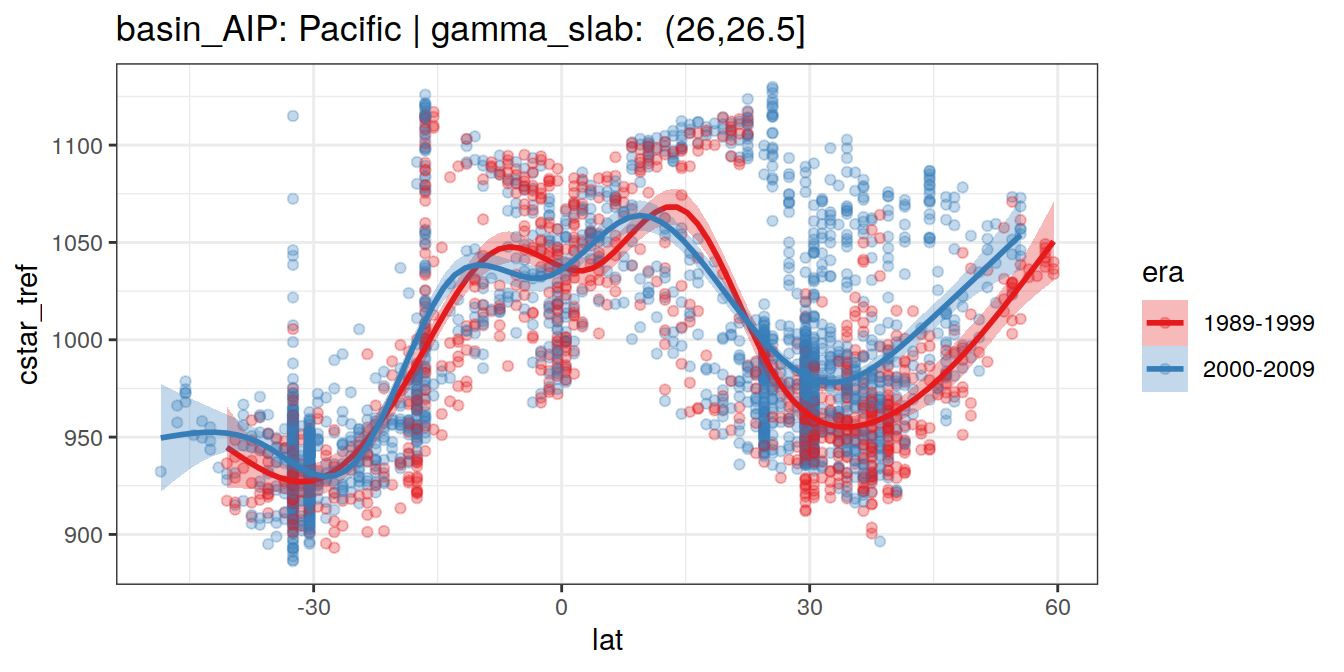 basin_AIP: Pacific | gamma_slab:  (26,26.5]
cstar_tref
1100
1050
1000
950
900
-30
0
30
60
lat
era
1989-1999
2000-2009